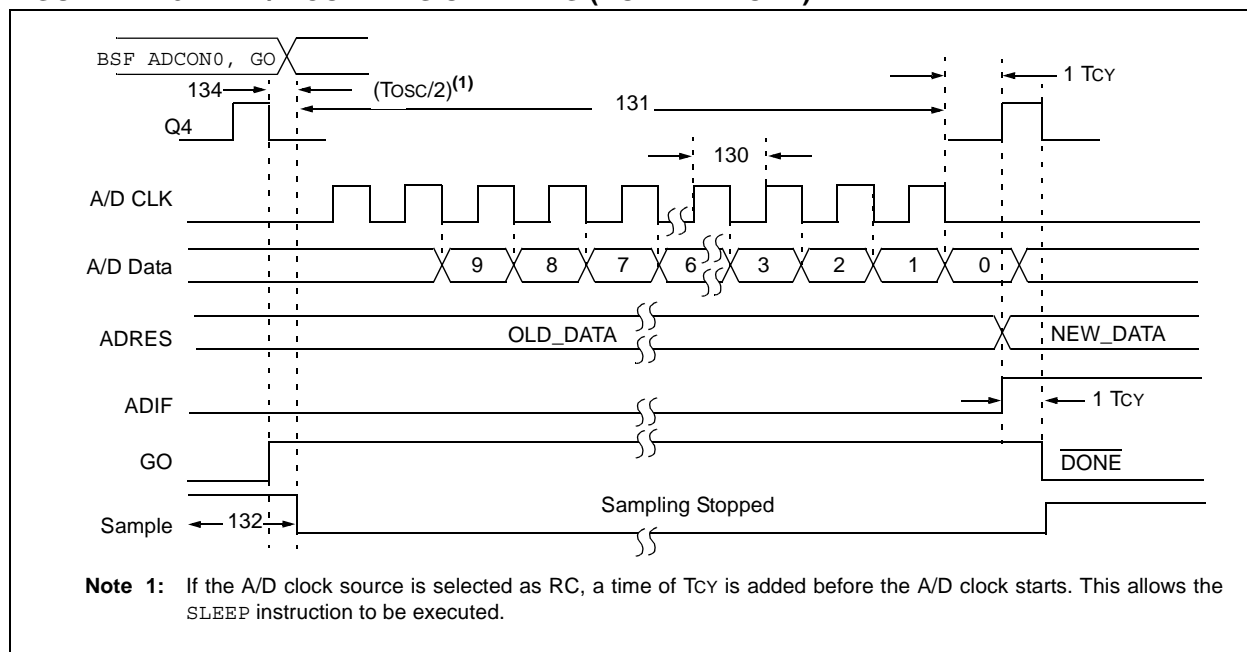 BSF ADCON0, GO
134
(TOSC/2)(1)
131
1 TCY
Q4
130
A/D CLK
A/D Data
9 8 7 6 3 2 1 0
ADRES
OLD_DATA
NEW_DATA
ADIF
1 TCY
GO
DONE
Sampling Stopped
Sample
132
Note 1: If the A/D clock source is selected as RC, a time of TCY is added before the A/D clock starts. This allows the
SLEEP instruction to be executed.